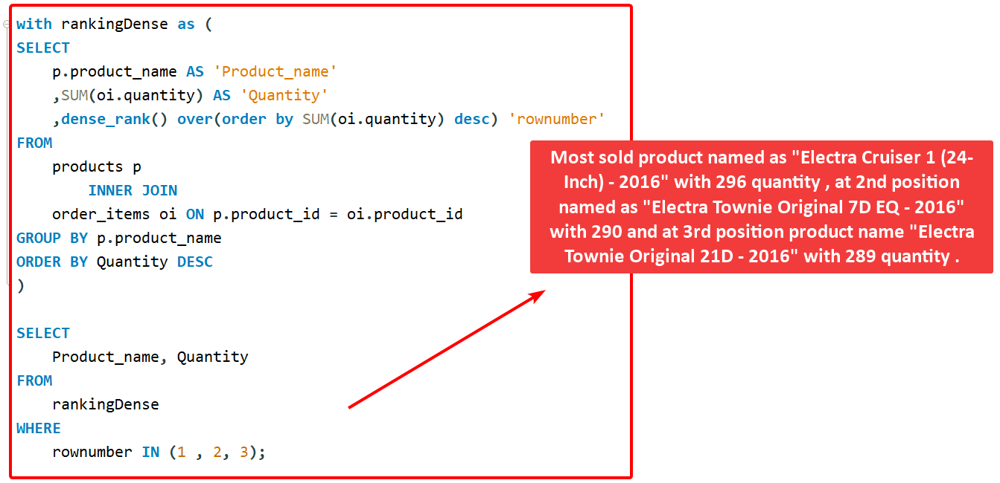 with rankingDense as (
SELECT
    p.product_name AS 'Product_name'
    ,SUM(oi.quantity) AS 'Quantity'
    ,dense_rank() over(order by SUM(oi.quantity) desc) 'rownumber'
FROM
    products p
        INNER JOIN
    order_items oi ON p.product_id = oi.product_id
GROUP BY p.product_name
ORDER BY Quantity DESC
)
SELECT
    Product_name, Quantity
FROM
    rankingDense
WHERE
    rownumber IN (1 , 2, 3);
Most sold product named as "Electra Cruiser 1 (24-
Inch) - 2016" with 296 quantity , at 2nd position
named as "Electra Townie Original 7D EQ - 2016"
with 290 and at 3rd position product name "Electra
Townie Original 21D - 2016" with 289 quantity .